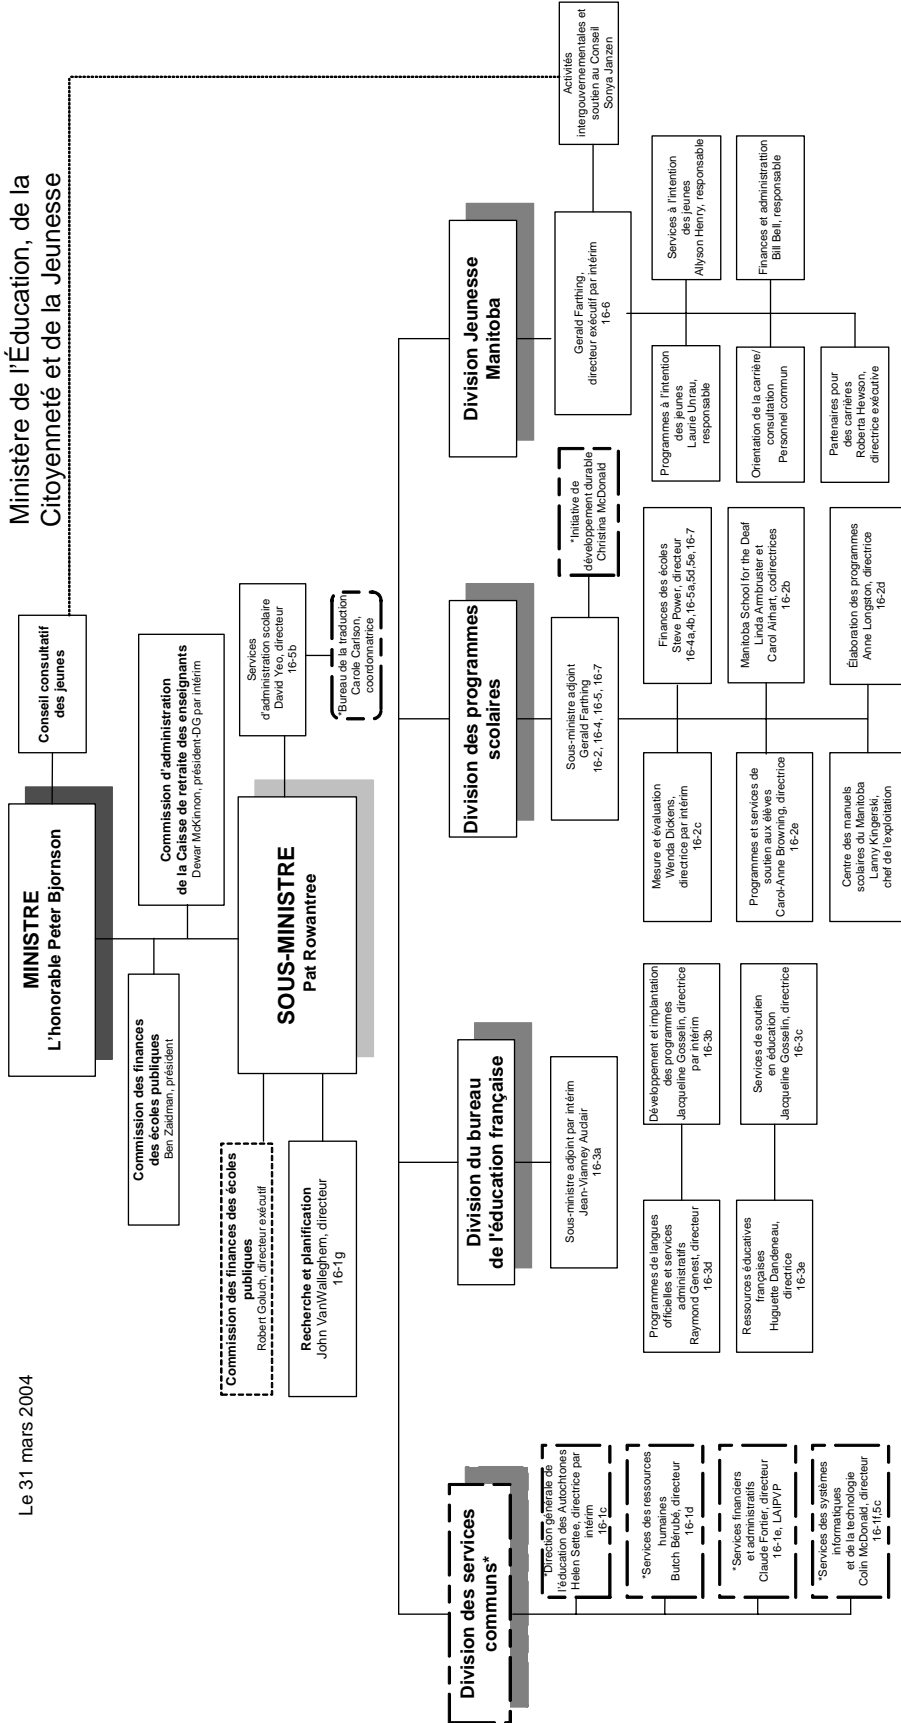 Le 31 mars 2004
Ministère de l'Éducation, de la
Citoyenneté et de la Jeunesse
MINISTRE
L'honorable Peter Bjornson
Conseil consultatif
des jeunes
Commission des finances
des écoles publiques
Ben Zaidman, président
Commission d'administration
de la Caisse de retraite des enseignants
Dewar McKinnon, président-DG par intérim
Commission des finances des écoles
publiques
Robert Goluch, directeur exécutif
Recherche et planification
John VanWalleghem, directeur
16-1g
SOUS-MINISTRE
Pat Rowantree
Services
d'administration scolaire
David Yeo, directeur
16-5b
*Bureau de la traduction
Carole Carlson,
coordonnatrice
Division des services
communs*
*Direction générale de
l'éducation des Autochtones
Helen Settee, directrice par
intérim
16-1c
*Services des ressources
humaines
Butch Bérubé, directeur
16-1d
*Services financiers
et administratifs
Claude Fortier, directeur
16-1e, LAIPVP
*Services des systèmes
informatiques
et de la technologie
Colin McDonald, directeur
16-1f,5c
Division du bureau
de l'éducation française
Sous-ministre adjoint par intérim
Jean-Vianney Auclair
16-3a
Programmes de langues
officielles et services
administratifs
Raymond Genest, directeur
16-3d
Développement et implantation
des programmes
Jacqueline Gosselin, directrice
par intérim
16-3b
Ressources éducatives
françaises
Huguette Dandeneau,
directrice
16-3e
Services de soutien
en éducation
Jacqueline Gosselin, directrice
16-3c
Division des programmes
scolaires
Sous-ministre adjoint
Gerald Farthing
16-2, 16-4, 16-5, 16-7
*Initiative de
développement durable
Christina McDonald
Mesure et évaluation
Wenda Dickens,
directrice par intérim
16-2c
Finances des écoles
Steve Power, directeur
16-4a,4b,16-5a,5d,5e,16-7
Programmes et services de
soutien aux élèves
Carol-Anne Browning, directrice
16-2e
Manitoba School for the Deaf
Linda Armbruster et
Carol Airhart, codirectrices
16-2b
Centre des manuels
scolaires du Manitoba
Lanny Kingerski,
chef de l'exploitation
Élaboration des programmes
Anne Longston, directrice
16-2d
Division Jeunesse
Manitoba
Gerald Farthing,
directeur exécutif par intérim
16-6
Activités
intergouvernementales et
soutien au Conseil
Sonya Janzen
Programmes à l'intention
des jeunes
Laurie Unrau,
responsable
Services à l'intention
des jeunes
Allyson Henry, responsable
Orientation de la carrière/
consultation
Personnel commun
Finances et administration
Bill Bell, responsable
Partenaires pour
des carrières
Roberta Hewson,
directrice exécutive